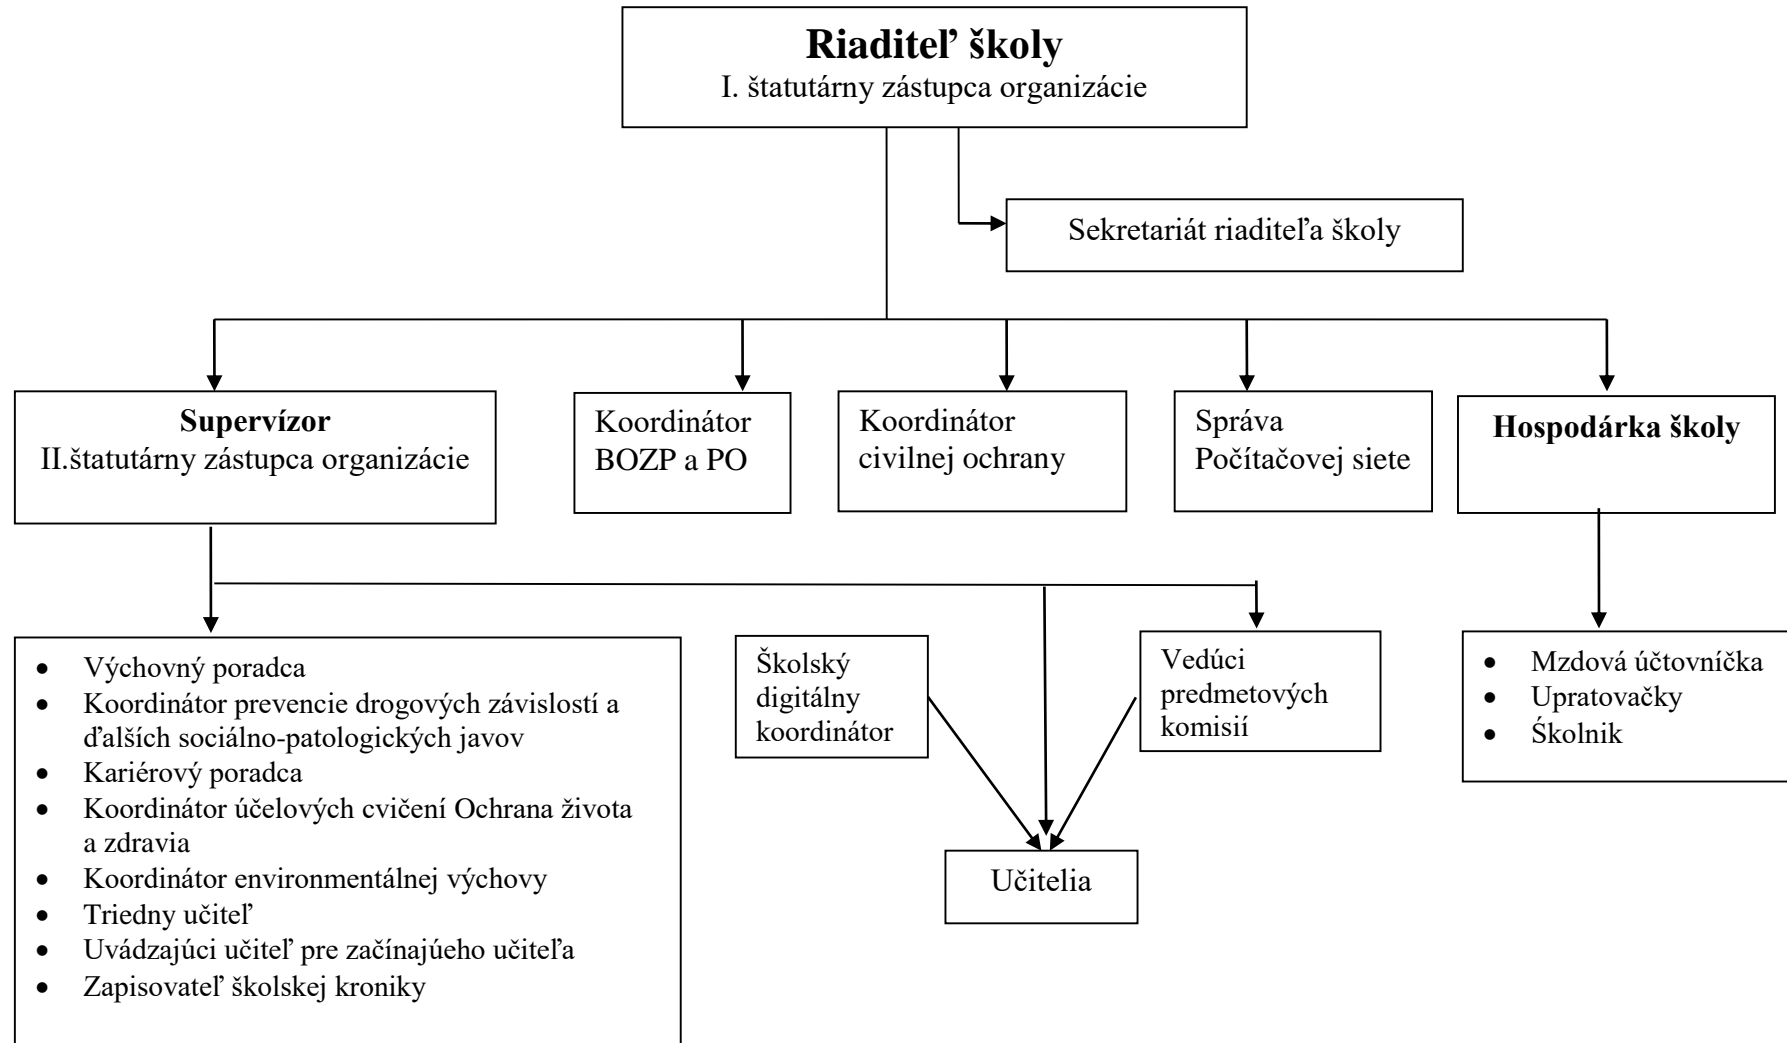 Riaditeľ školy
I. štatutárny zástupca organizácie
Sekretariát riaditeľa školy
Supervízor
II.štatutárny zástupca organizácie
Koordinátor
BOZP a PO
Koordinátor
civilnej ochrany
Správa
Počítačovej siete
Hospodárka školy
• Výchovný poradca
• Koordinátor prevencie drogových závislostí a
ďalších sociálno-patologických javov
• Kariérový poradca
• Koordinátor účelových cvičení Ochrana života
a zdravia
• Koordinátor environmentálnej výchovy
• Triedny učiteľ
• Uvádzajúci učiteľ pre začínajúeho učiteľa
• Zapisovateľ školskej kroniky
Školský
digitálny
koordinátor
Vedúci
predmetových
komisií
Učitelia
• Mzdová účtovníčka
• Upratovačky
• Śkolnik